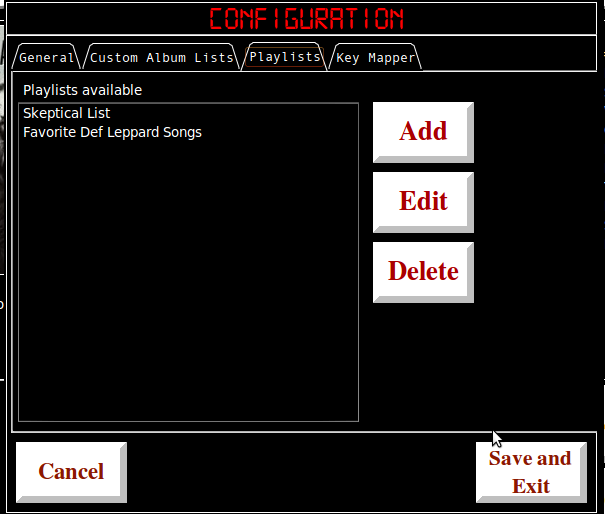 CONFIGURATION
General Custom Album Lists Playlists Key Mapper
Playlists available
Skeptical List
Favorite Def Leppard Songs
Add
Edit
Delete
Cancel
Save and
Exit